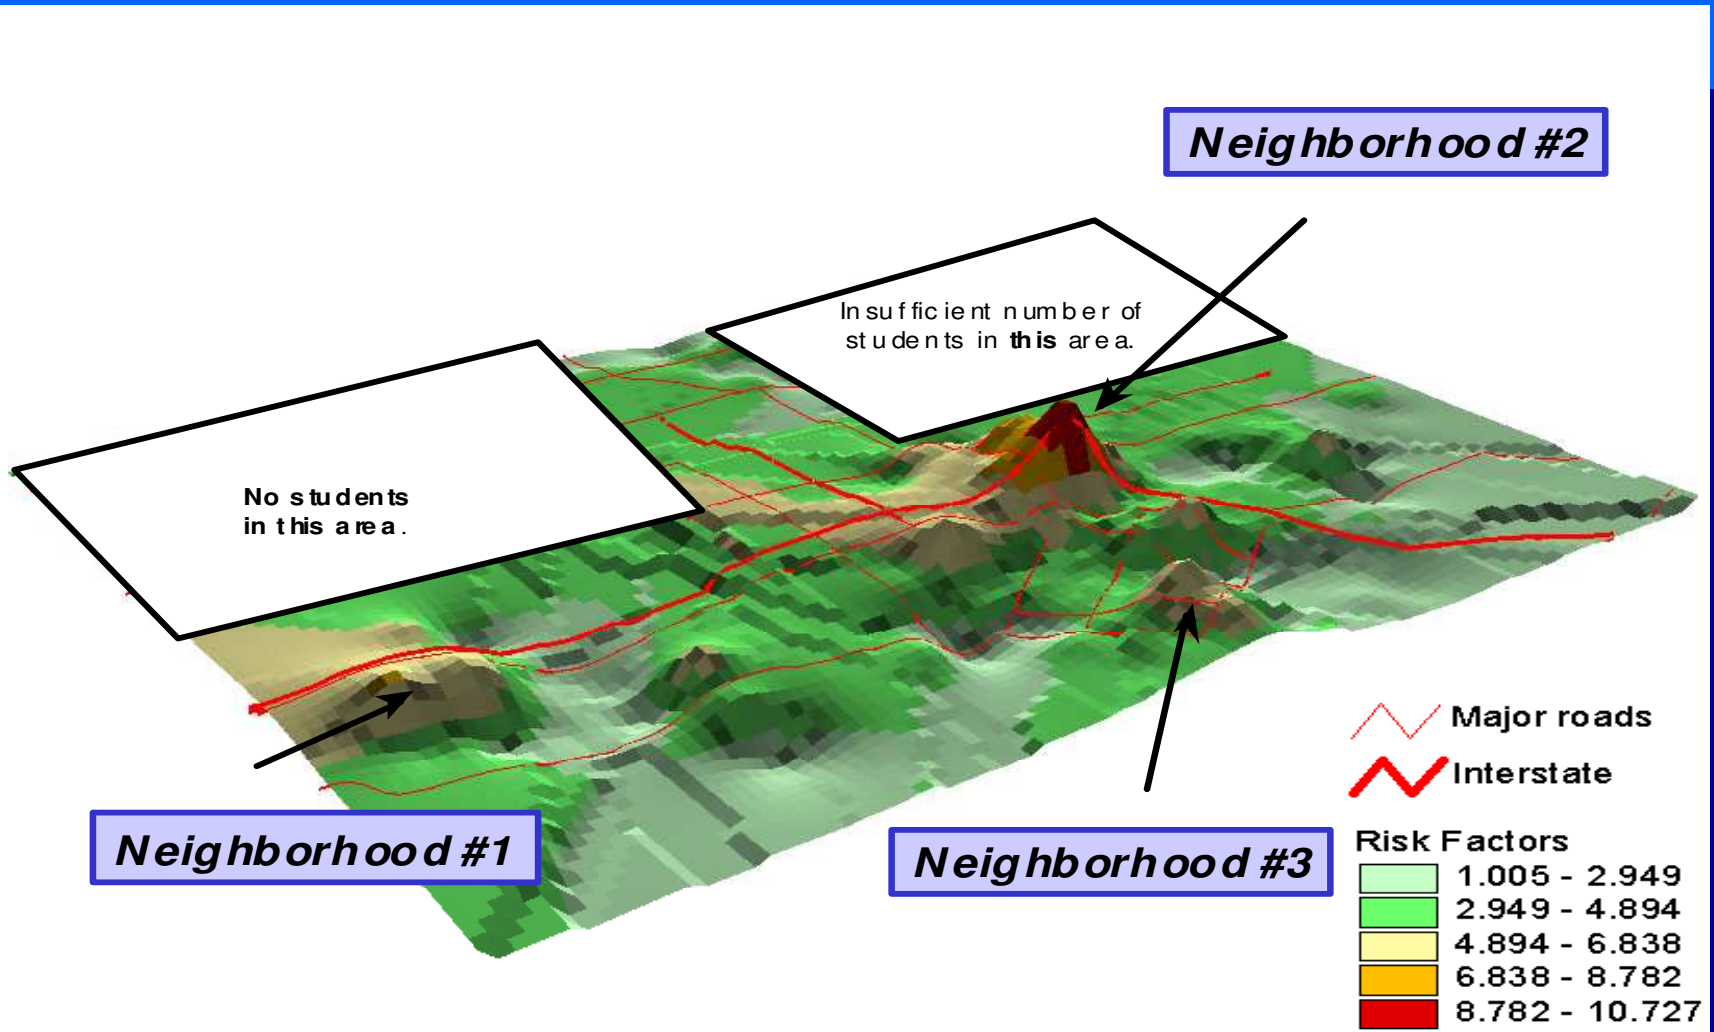 Neighborhood #2
Insufficient number of
students in this area.
No students
in this area.
Major roads
Interstate
Neighborhood #1
Neighborhood #3
Risk Factors
1.005 - 2.949
2.949 - 4.894
4.894 - 6.838
6.838 - 8.782
8.782 - 10.727